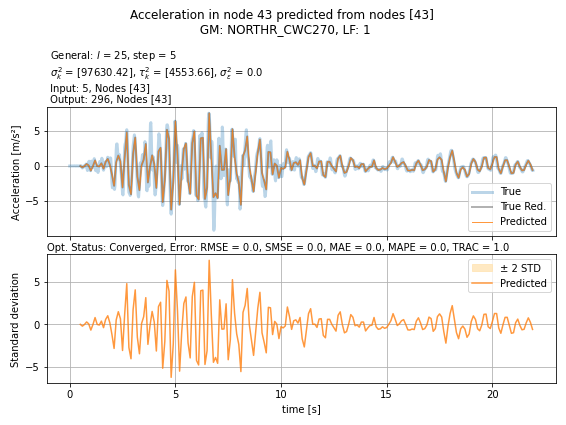 Acceleration in node 43 predicted from nodes [43]
GM: NORTHR_CWC270, LF: 1
General: l = 25, step = 5
σ²ₖ = [97630.42], τ²ₖ = [4553.66], σ²ε = 0.0
Input: 5, Nodes [43]
Output: 296, Nodes [43]
Acceleration [m/s²]
5
0
−5
True
True Red.
Predicted
Opt. Status: Converged, Error: RMSE = 0.0, SMSE = 0.0, MAE = 0.0, MAPE = 0.0, TRAC = 1.0
Standard deviation
5
0
−5
± 2 STD
Predicted
0 5 10 15 20
time [s]